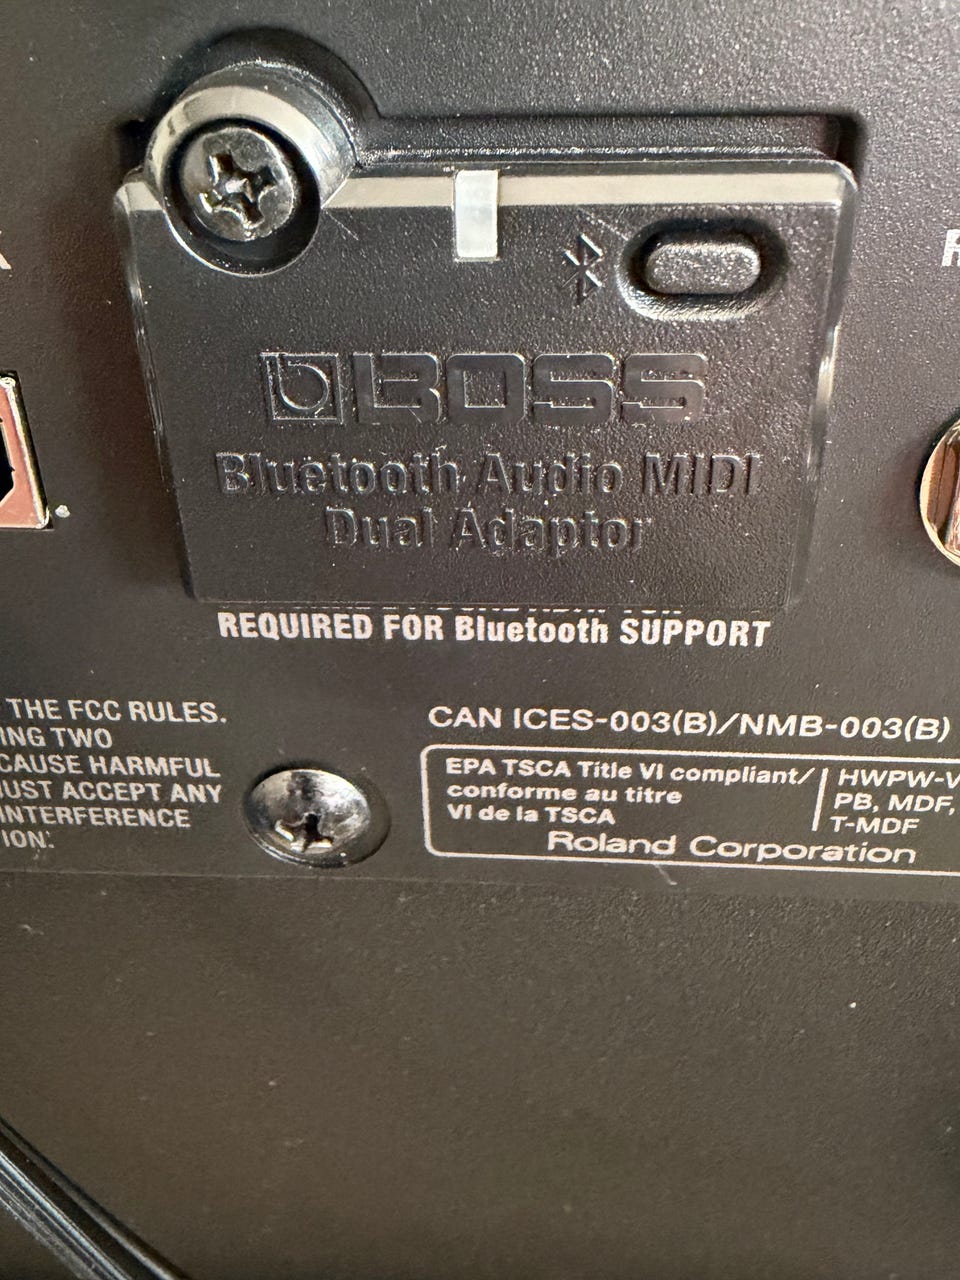 BOSS
Bluetooth Audio MIDI
Dual Adaptor
REQUIRED FOR Bluetooth SUPPORT
THE FCC RULES.
ING TWO
CAUSE HARMFUL
UST ACCEPT ANY
INTERFERENCE
ION.
CAN ICES-003(B)/NMB-003(B)
EPA TSCA Title VI compliant/
conforme au titre
VI de la TSCA
HWPW-V
PB, MDF,
T-MDF
Roland Corporation